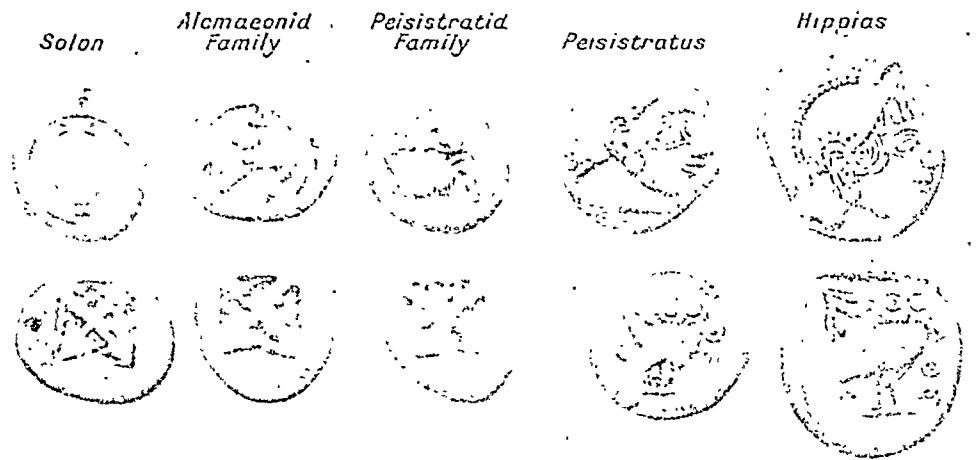 Solon
Alcmaeonid
Family
Peisistratid
Family
Peisistratus
Hippias